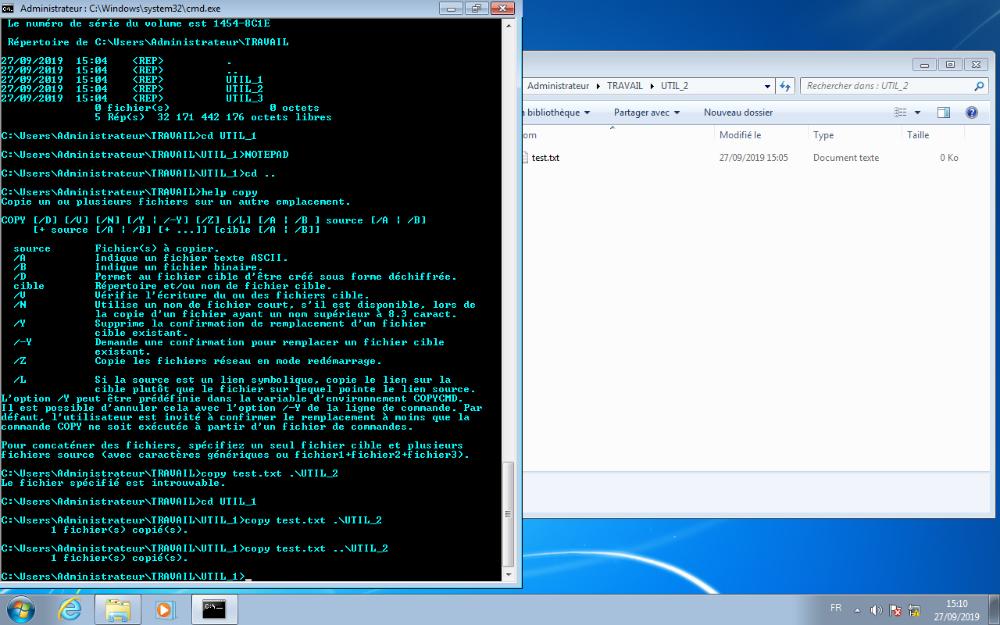 Administrateur : C:\Windows\system32\cmd.exe
Le numéro de série du volume est 1454-8C1E
Répertoire de C:\Users\Administrateur\TRAVAIL
27/09/2019  15:04    <REP>          .
27/09/2019  15:04    <REP>          ..
27/09/2019  15:04    <REP>          UTIL_1
27/09/2019  15:04    <REP>          UTIL_2
27/09/2019  15:04    <REP>          UTIL_3
0 fichier(s)                0 octets
5 Rép(s)  32 171 442 176 octets libres
C:\Users\Administrateur\TRAVAIL>cd UTIL_1
C:\Users\Administrateur\TRAVAIL\UTIL_1>NOTEPAD
C:\Users\Administrateur\TRAVAIL\UTIL_1>cd ..
C:\Users\Administrateur\TRAVAIL>help copy
Copie un ou plusieurs fichiers sur un autre emplacement.
COPY [/D] [/V] [/N] [/Y | /-Y] [/Z] [/L] [/A | /B ] source [/A | /B]
[+ source [/A | /B] [+ ...]] [cible [/A | /B]]
source       Fichier(s) à copier.
/A           Indique un fichier texte ASCII.
/B           Indique un fichier binaire.
/D           Permet au fichier cible d'être créé sous forme déchiffrée.
cible        Répertoire et/ou nom de fichier cible.
/V           Vérifie l'écriture du ou des fichiers cible.
/N           Utilise un nom de fichier court, s'il est disponible, lors de
la copie d'un fichier ayant un nom supérieur à 8.3 caract.
/Y           Supprime la confirmation de remplacement d'un fichier
cible existant.
/-Y          Demande une confirmation pour remplacer un fichier cible
existant.
/Z           Copie les fichiers réseau en mode redémarrage.
/L           Si la source est un lien symbolique, copie le lien sur la
cible plutôt que le fichier sur lequel pointe le lien source.
L'option /Y peut être prédéfinie dans la variable d'environnement COPYCMD.
Il est possible d'annuler cela avec l'option /-Y de la ligne de commande. Par
défaut, l'utilisateur est invité à confirmer le remplacement à moins que la
commande COPY ne soit exécutée à partir d'un fichier de commandes.
Pour concaténer des fichiers, spécifiez un seul fichier cible et plusieurs
fichiers source (avec caractères génériques ou fichier1+fichier2+fichier3).
C:\Users\Administrateur\TRAVAIL>copy test.txt .\UTIL_2
Le fichier spécifié est introuvable.
C:\Users\Administrateur\TRAVAIL>cd UTIL_1
C:\Users\Administrateur\TRAVAIL\UTIL_1>copy test.txt .\UTIL_2
1 fichier(s) copié(s).
C:\Users\Administrateur\TRAVAIL\UTIL_1>copy test.txt ..\UTIL_2
1 fichier(s) copié(s).
C:\Users\Administrateur\TRAVAIL\UTIL_1>_
Administrateur TRAVAIL UTIL_2 Rechercher dans : UTIL_2
a bibliothèque Partager avec Nouveau dossier
om Modifié le Type Taille
test.txt 27/09/2019 15:05 Document texte 0 Ko
C:\_
FR 15:10
27/09/2019